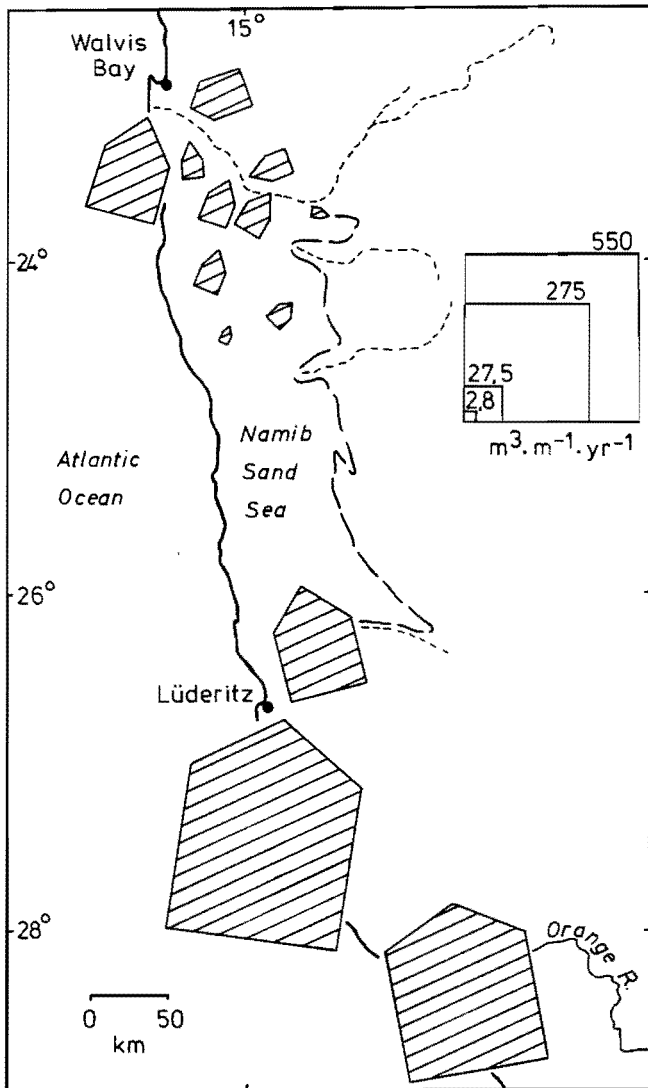 15°
Walvis
Bay
24°
550
275
27,5
2,8
m³.m⁻¹.yr⁻¹
Namib
Sand
Sea
Atlantic
Ocean
26°
Lüderitz
28°
Orange R.
0 50
km